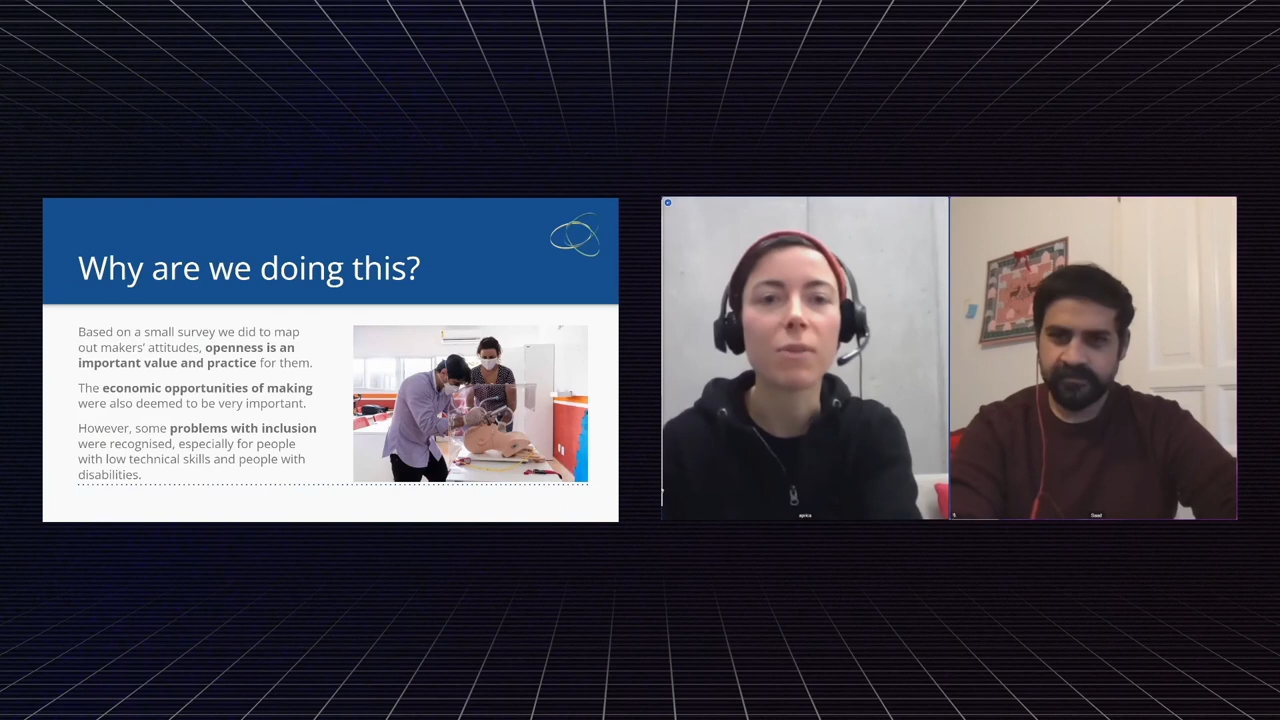 Why are we doing this?
Based on a small survey we did to map
out makers' attitudes, openness is an
important value and practice for them.
The economic opportunities of making
were also deemed to be very important.
However, some problems with inclusion
were recognised, especially for people
with low technical skills and people with
disabilities.
aprica
Saad